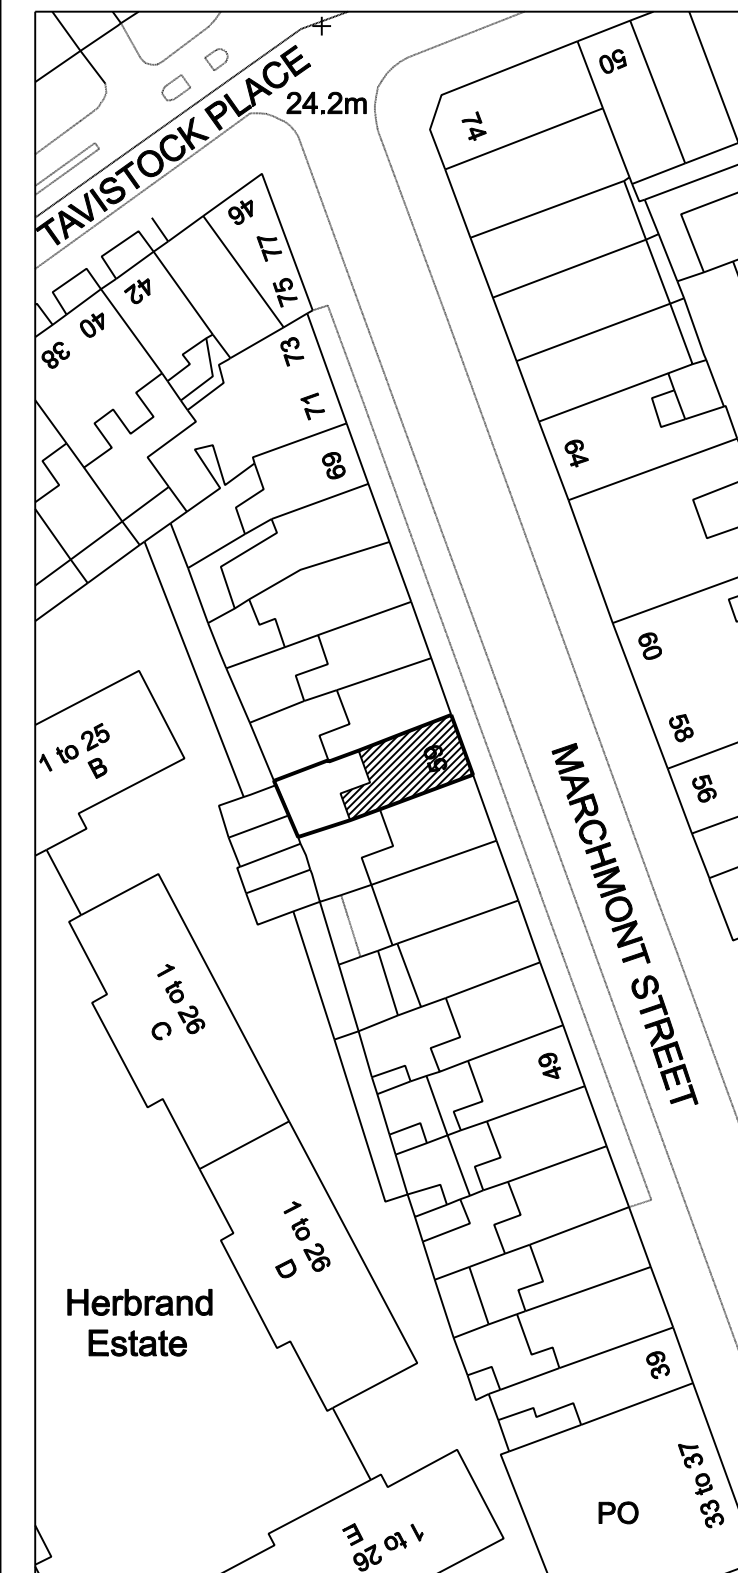 TAVISTOCK PLACE
24.2m
50
74
46
77
75
42
40
38
73
71
69
64
60
58
56
1 to 25
B
59
MARCHMONT STREET
1 to 26
C
49
1 to 26
D
Herbrand
Estate
39
33 to 37
PO
1 to 26
E